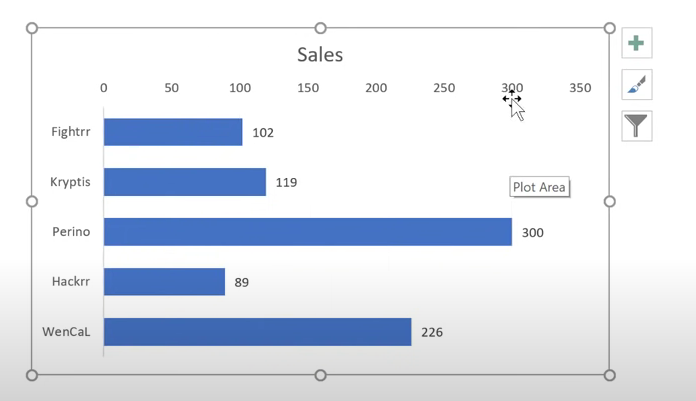 Sales
0 50 100 150 200 250 300 350
Fightrr 102
Kryptis 119
Plot Area
Perino 300
Hackrr 89
WenCaL 226